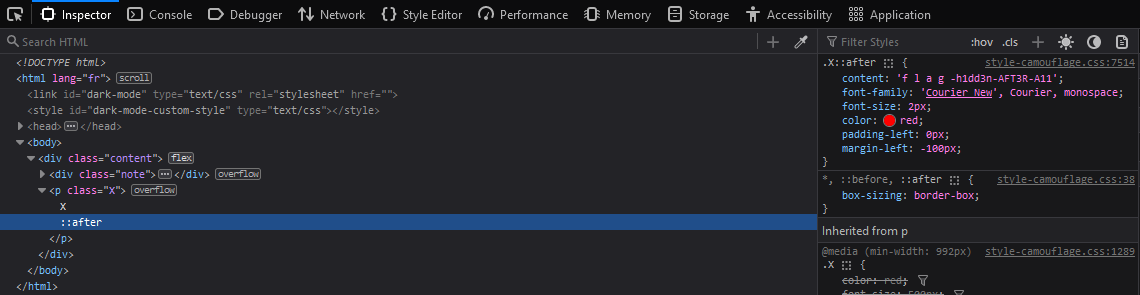 Inspector Console Debugger Network Style Editor Performance Memory Storage Accessibility Application
Search HTML
<!DOCTYPE html>
<html lang="fr"> scroll
<link id="dark-mode" type="text/css" rel="stylesheet" href="">
<style id="dark-mode-custom-style" type="text/css"></style>
<head> ••• </head>
<body>
<div class="content"> flex
<div class="note"> ••• </div> overflow
<p class="X"> overflow
X
::after
</p>
</div>
</body>
</html>
Filter Styles :hov .cls
.X::after { style-camouflage.css:7514
content: 'f l a g -h1dd3n-AFT3R-A11';
font-family: 'Courier New', Courier, monospace;
font-size: 2px;
color: red;
padding-left: 0px;
margin-left: -100px;
}
*, ::before, ::after { style-camouflage.css:38
box-sizing: border-box;
}
Inherited from p
@media (min-width: 992px) style-camouflage.css:1289
.X {
color: red;
font-size: 500px;